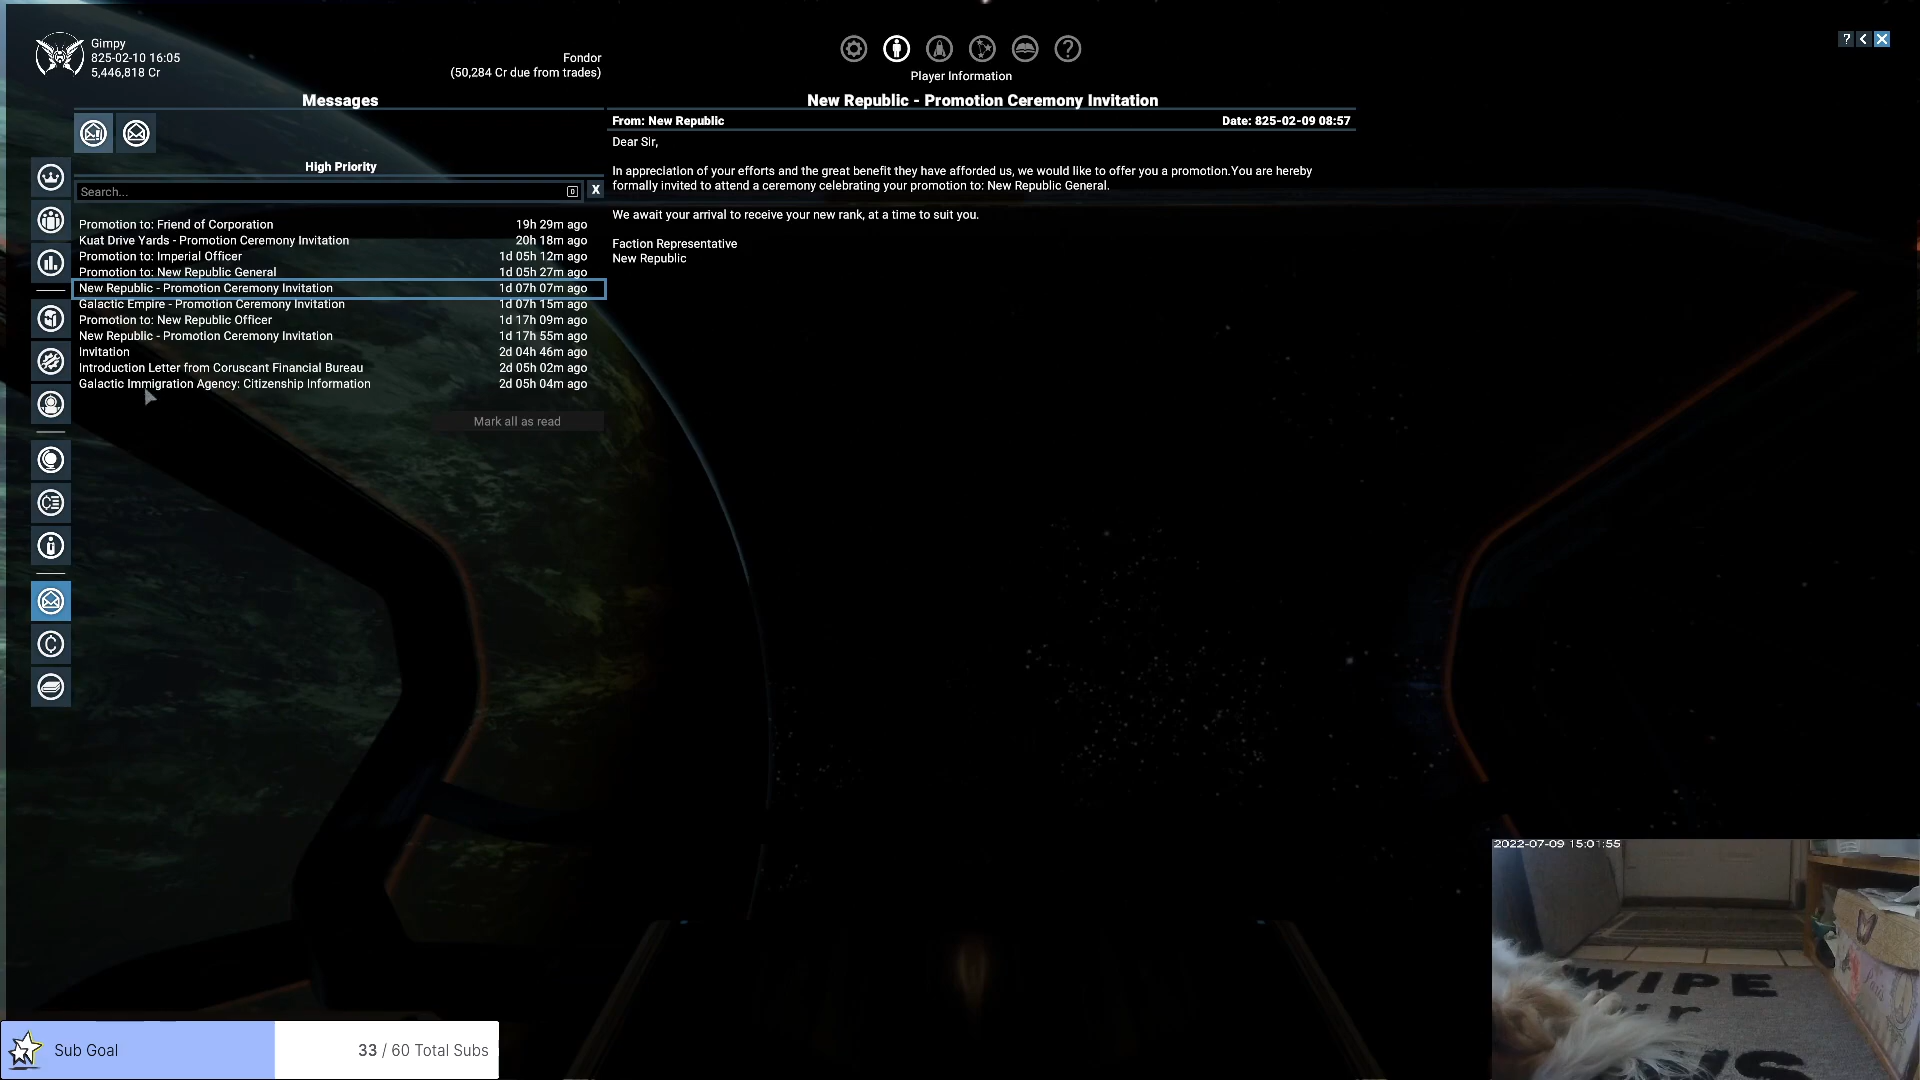 Gimpy
825-02-10 16:05
5,446,818 Cr
Fondor
(50,284 Cr due from trades)
Player Information
? < X
Messages
High Priority
Search...
X
Promotion to: Friend of Corporation 19h 29m ago
Kuat Drive Yards - Promotion Ceremony Invitation 20h 18m ago
Promotion to: Imperial Officer 1d 05h 12m ago
Promotion to: New Republic General 1d 05h 27m ago
New Republic - Promotion Ceremony Invitation 1d 07h 07m ago
Galactic Empire - Promotion Ceremony Invitation 1d 07h 15m ago
Promotion to: New Republic Officer 1d 17h 09m ago
New Republic - Promotion Ceremony Invitation 1d 17h 55m ago
Invitation 2d 04h 46m ago
Introduction Letter from Coruscant Financial Bureau 2d 05h 02m ago
Galactic Immigration Agency: Citizenship Information 2d 05h 04m ago
Mark all as read
New Republic - Promotion Ceremony Invitation
From: New Republic Date: 825-02-09 08:57
Dear Sir,
In appreciation of your efforts and the great benefit they have afforded us, we would like to offer you a promotion.You are hereby
formally invited to attend a ceremony celebrating your promotion to: New Republic General.
We await your arrival to receive your new rank, at a time to suit you.
Faction Representative
New Republic
2022-07-09 15:01:55
WIPE
Sub Goal 33 / 60 Total Subs